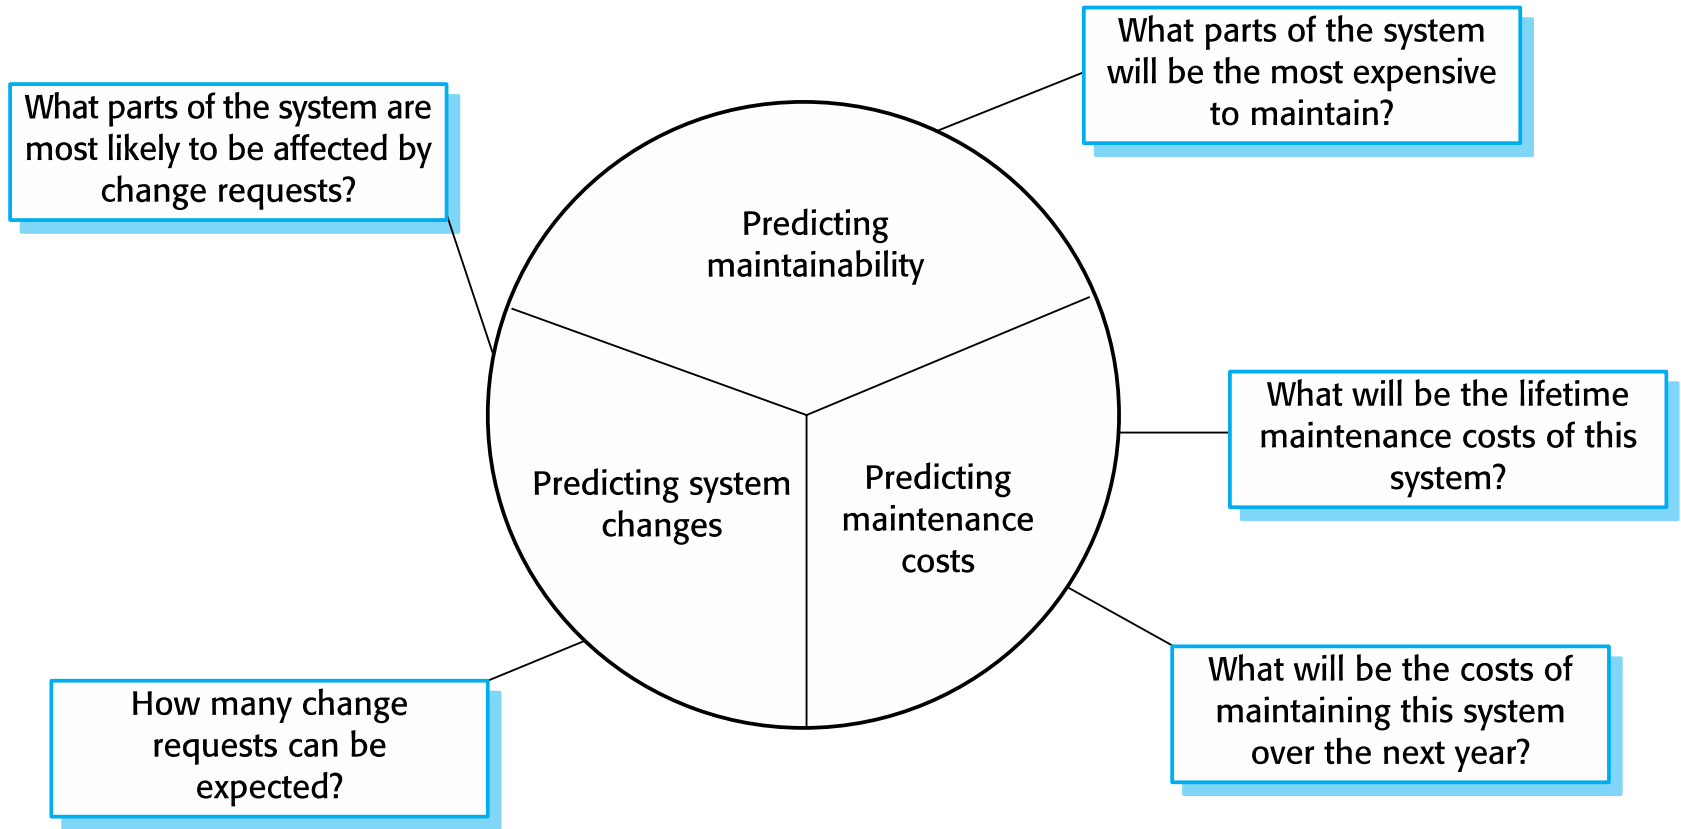 What parts of the system
will be the most expensive
to maintain?
What parts of the system are
most likely to be affected by
change requests?
Predicting
maintainability
What will be the lifetime
maintenance costs of this
system?
Predicting system
changes
Predicting
maintenance
costs
How many change
requests can be
expected?
What will be the costs of
maintaining this system
over the next year?